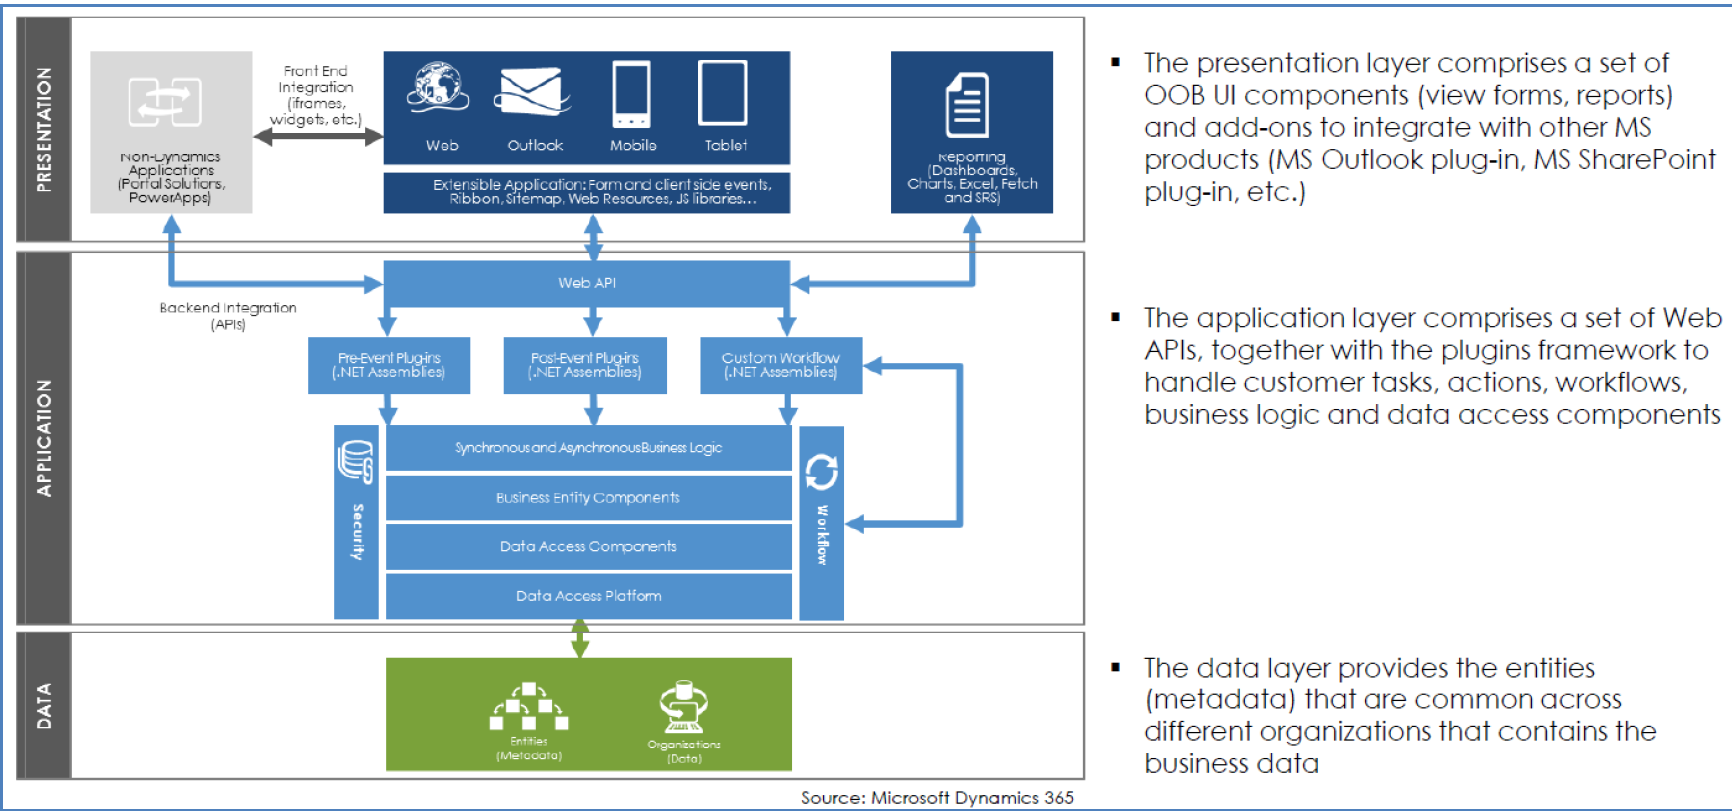 PRESENTATION
Front End
Integration
(iframes,
widgets, etc.)
Non-Dynamics
Applications
(Portal Solutions,
PowerApps)
Web
Outlook
Mobile
Tablet
Extensible Application: Form and client side events,
Ribbon, Sitemap, Web Resources, JS libraries...
Reporting
(Dashboards,
Charts, Excel, Fetch
and SRS)
▪ The presentation layer comprises a set of
OOB UI components (view forms, reports)
and add-ons to integrate with other MS
products (MS Outlook plug-in, MS SharePoint
plug-in, etc.)
APPLICATION
Web API
Backend Integration
(APIs)
Pre-Event Plug-ins
(.NET Assemblies)
Post-Event Plug-ins
(.NET Assemblies)
Custom Workflow
(.NET Assemblies)
Security
Synchronous and Asynchronous Business Logic
Business Entity Components
Data Access Components
Data Access Platform
Workflow
▪ The application layer comprises a set of Web
APIs, together with the plugins framework to
handle customer tasks, actions, workflows,
business logic and data access components
DATA
Entities
(Metadata)
Organizations
(Data)
▪ The data layer provides the entities
(metadata) that are common across
different organizations that contains the
business data
Source: Microsoft Dynamics 365